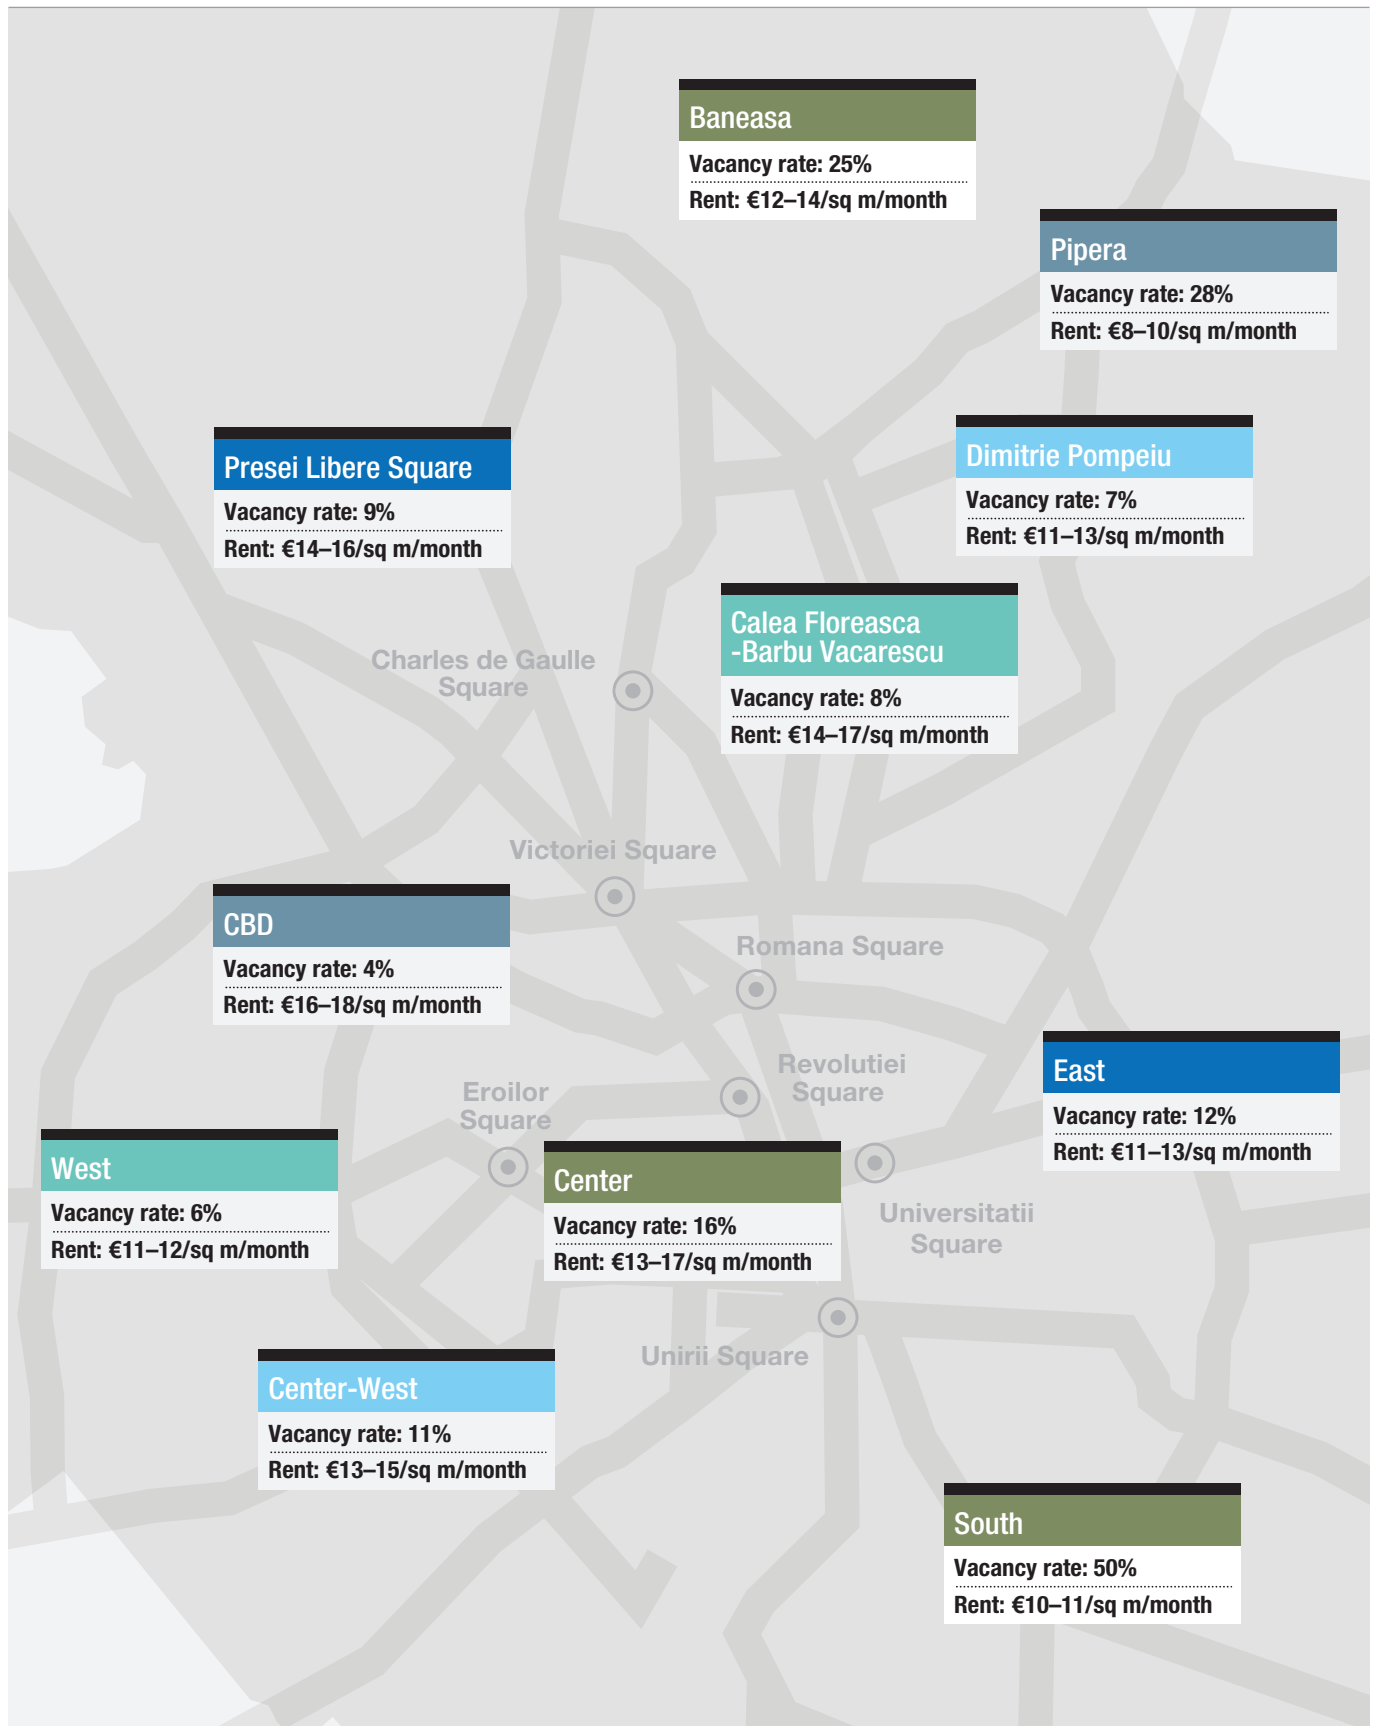 Baneasa
Vacancy rate: 25%
Rent: €12–14/sq m/month
Pipera
Vacancy rate: 28%
Rent: €8–10/sq m/month
Presei Libere Square
Vacancy rate: 9%
Rent: €14–16/sq m/month
Dimitrie Pompeiu
Vacancy rate: 7%
Rent: €11–13/sq m/month
Calea Floreasca
-Barbu Vacarescu
Vacancy rate: 8%
Rent: €14–17/sq m/month
Charles de Gaulle
Square
Victoriei Square
CBD
Vacancy rate: 4%
Rent: €16–18/sq m/month
Romana Square
Revolutiei
Square
East
Vacancy rate: 12%
Rent: €11–13/sq m/month
Eroilor
Square
West
Vacancy rate: 6%
Rent: €11–12/sq m/month
Center
Vacancy rate: 16%
Rent: €13–17/sq m/month
Universitatii
Square
Unirii Square
Center-West
Vacancy rate: 11%
Rent: €13–15/sq m/month
South
Vacancy rate: 50%
Rent: €10–11/sq m/month